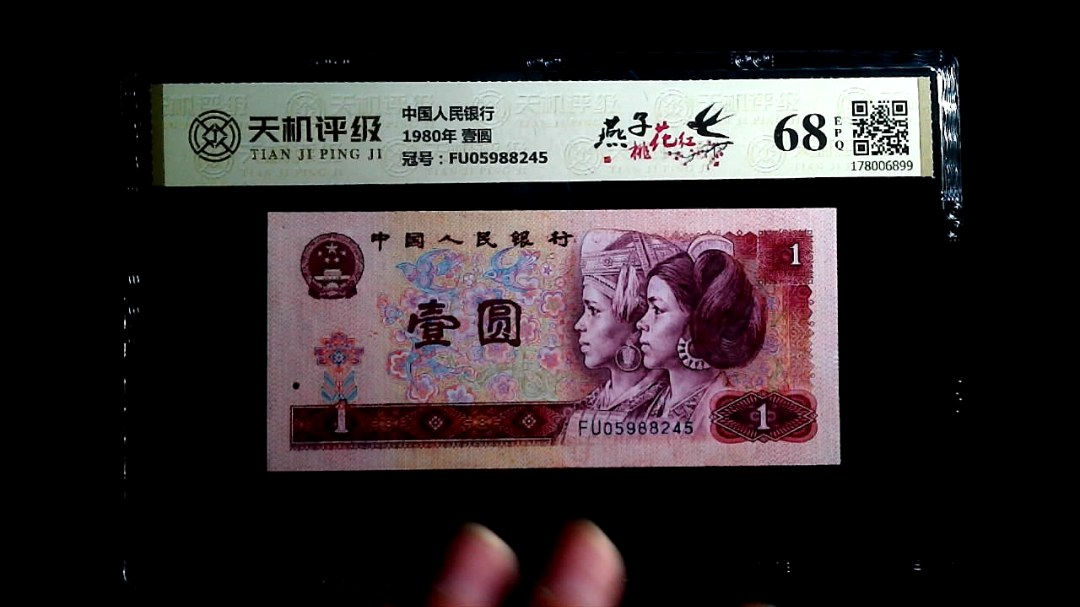 天机评级
TIAN JI PING JI
中国人民银行
1980年 壹圆
冠号：FU05988245
燕子
桃花红
68
EPQ
178006899
中国人民银行
1
壹圆
1
FU05988245
1